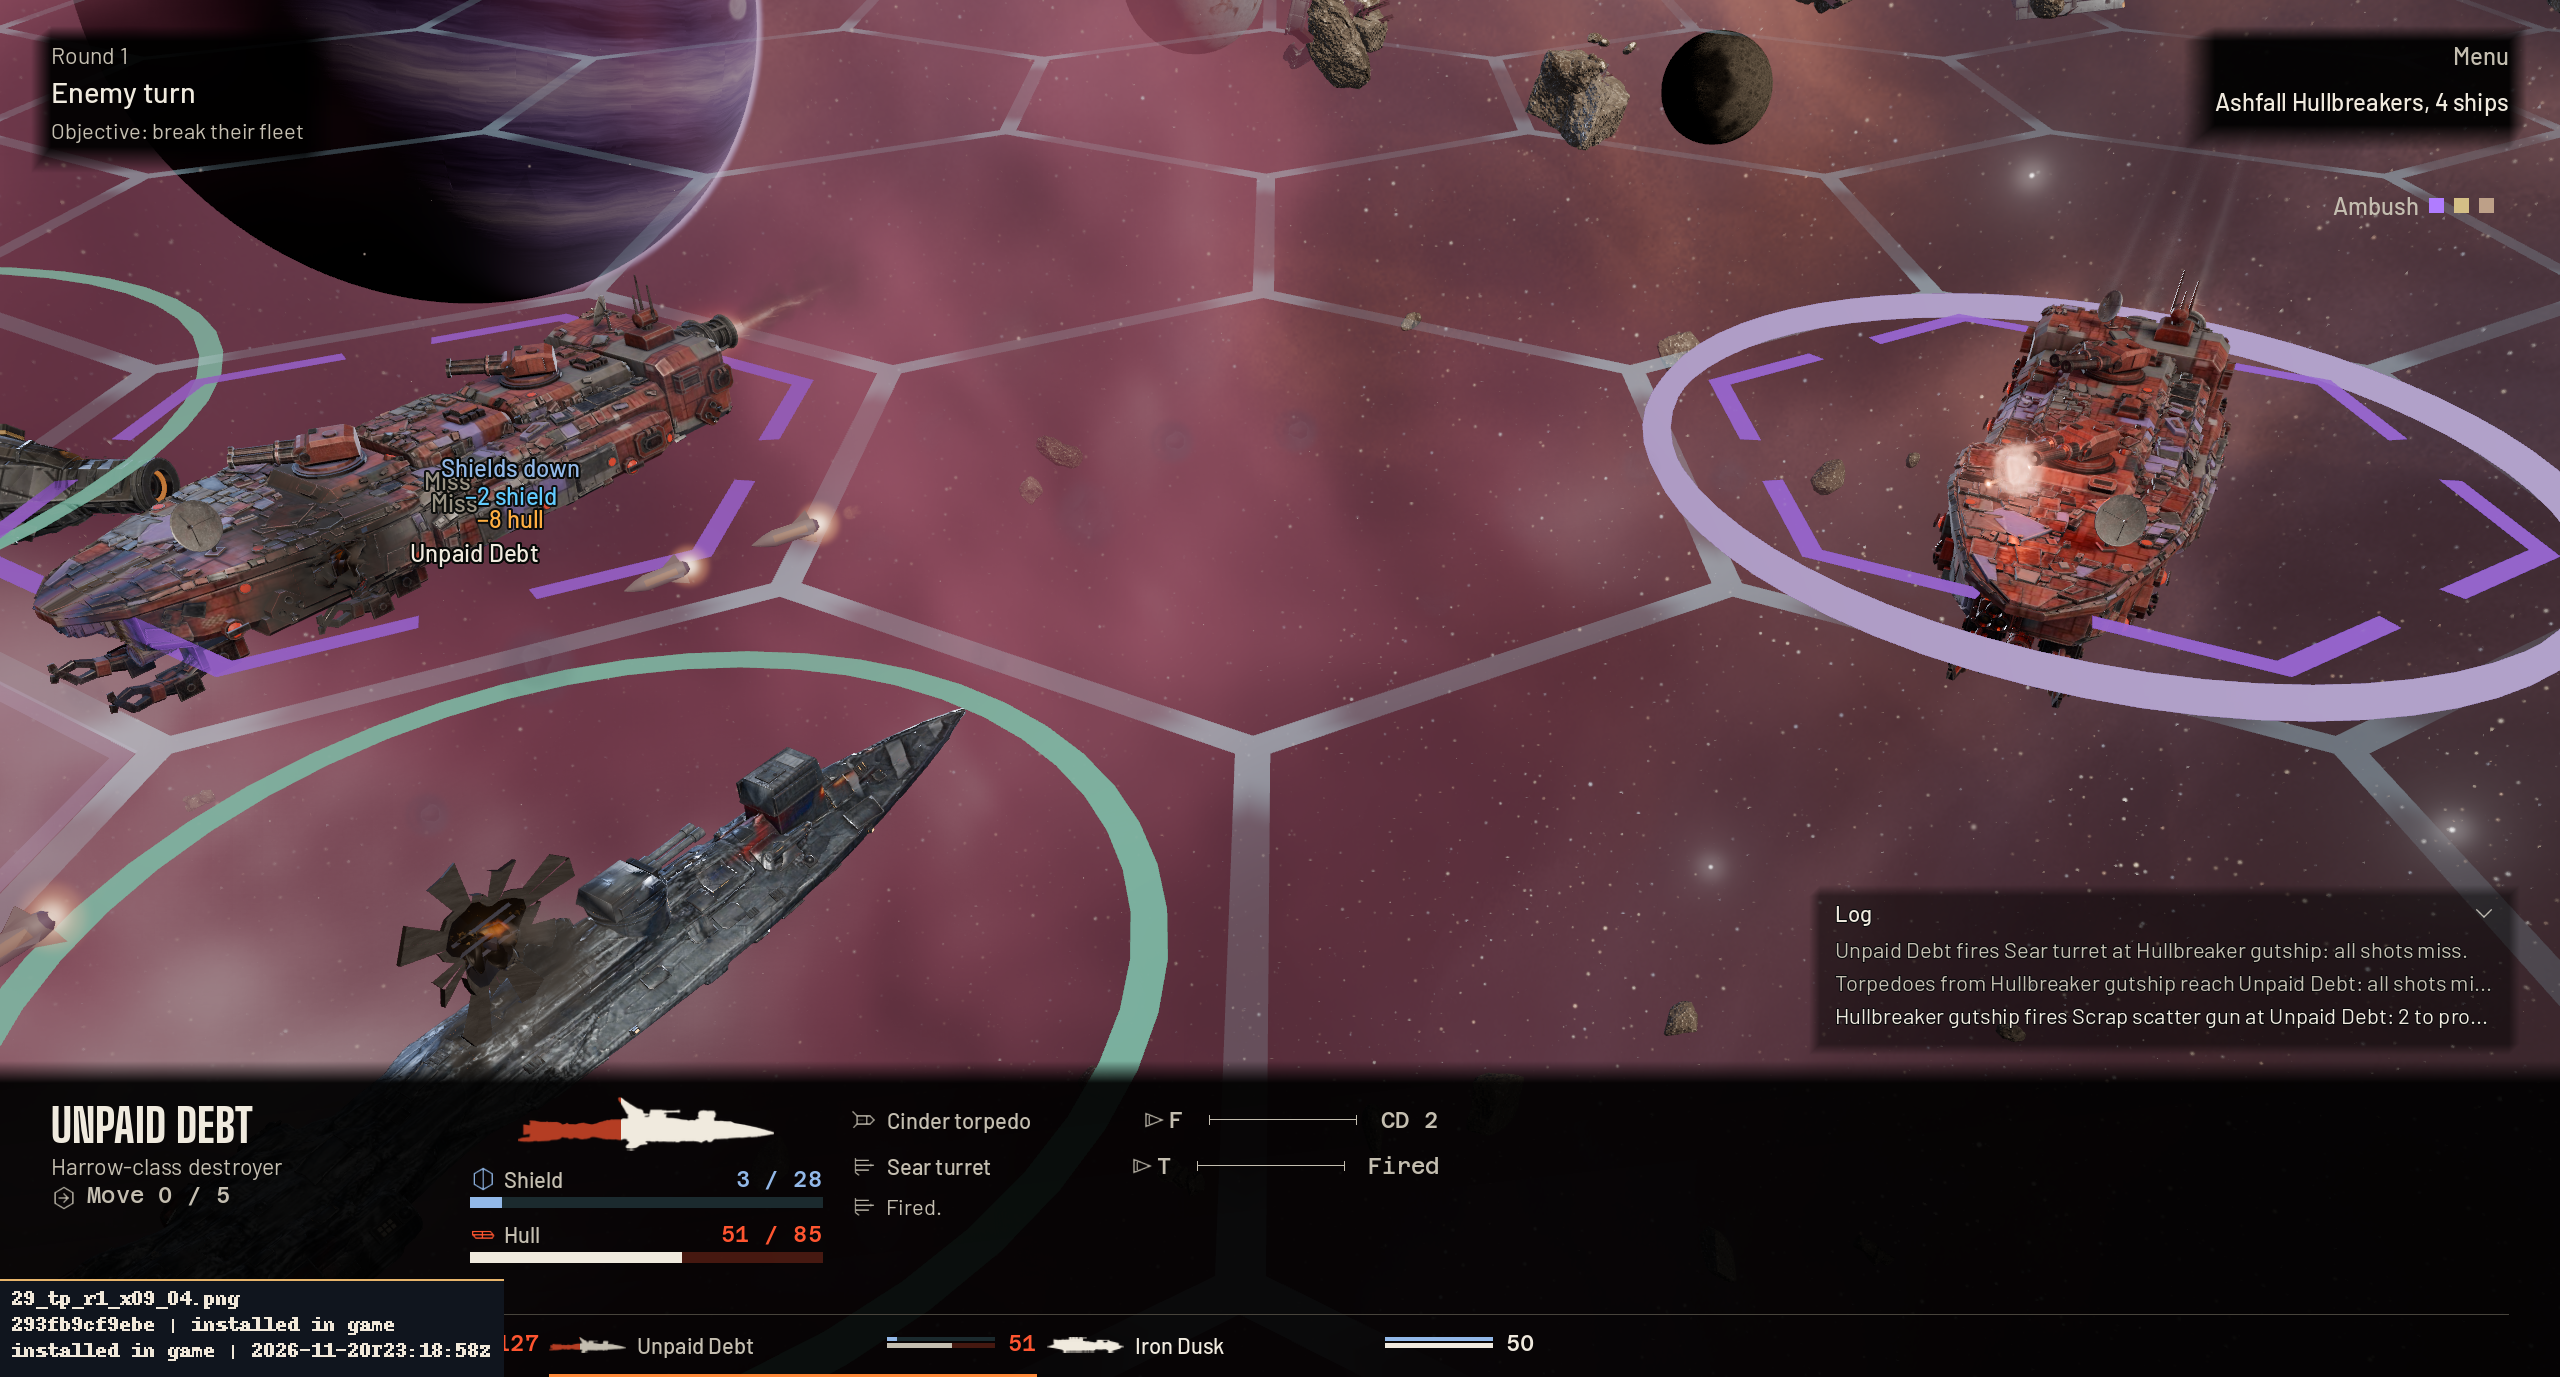 Round 1
Enemy turn
Objective: break their fleet
Menu
Ashfall Hullbreakers, 4 ships
Ambush
Shields down
Miss
-2 shield
Miss
-8 hull
Unpaid Debt
Log
Unpaid Debt fires Sear turret at Hullbreaker gutship: all shots miss.
Torpedoes from Hullbreaker gutship reach Unpaid Debt: all shots mi...
Hullbreaker gutship fires Scrap scatter gun at Unpaid Debt: 2 to pro...
UNPAID DEBT
Harrow-class destroyer
Move 0 / 5
Shield 3 / 28
Hull 51 / 85
Cinder torpedo F CD 2
Sear turret T Fired
Fired.
29_tp_r1_x09_04.png
293fb9cf9ebe | installed in game
installed in game | 2026-11-20T23:18:58Z
127 Unpaid Debt 51 Iron Dusk 50